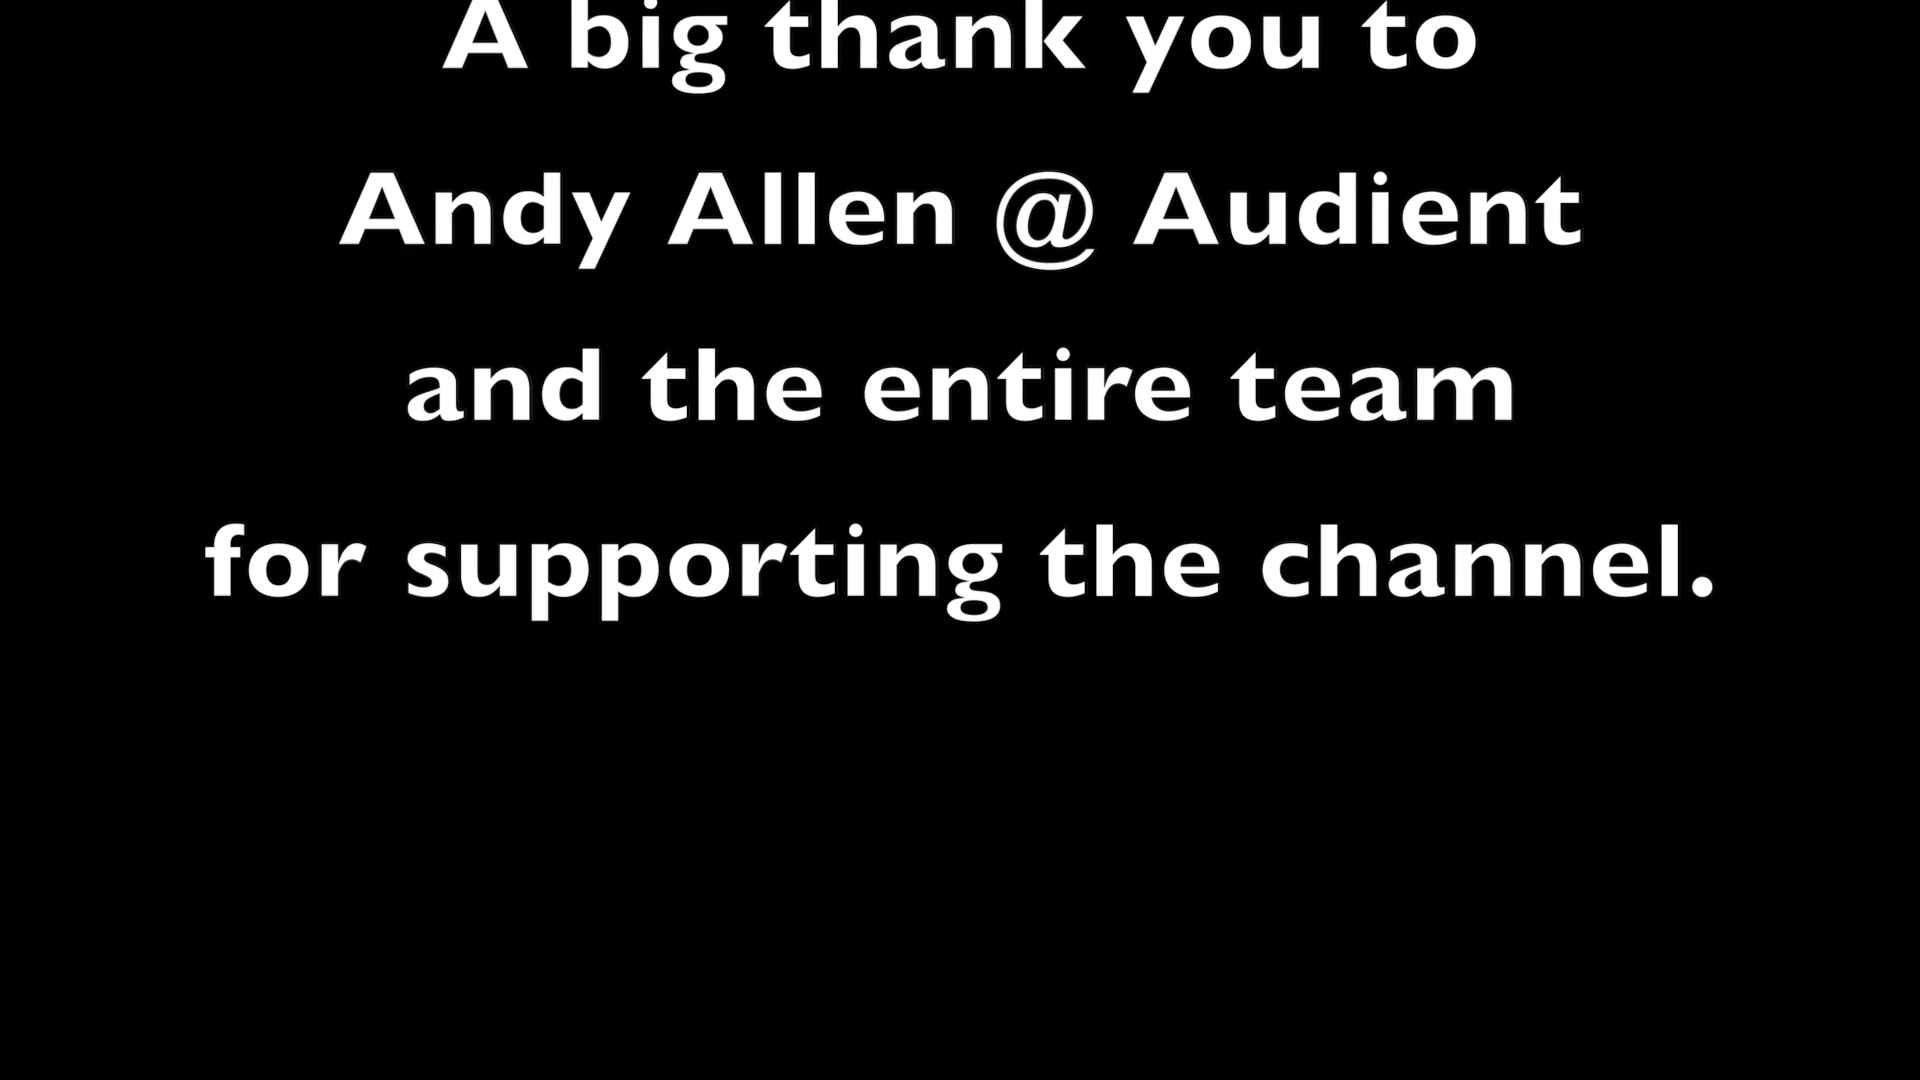 A big thank you to
Andy Allen @ Audient
and the entire team
for supporting the channel.